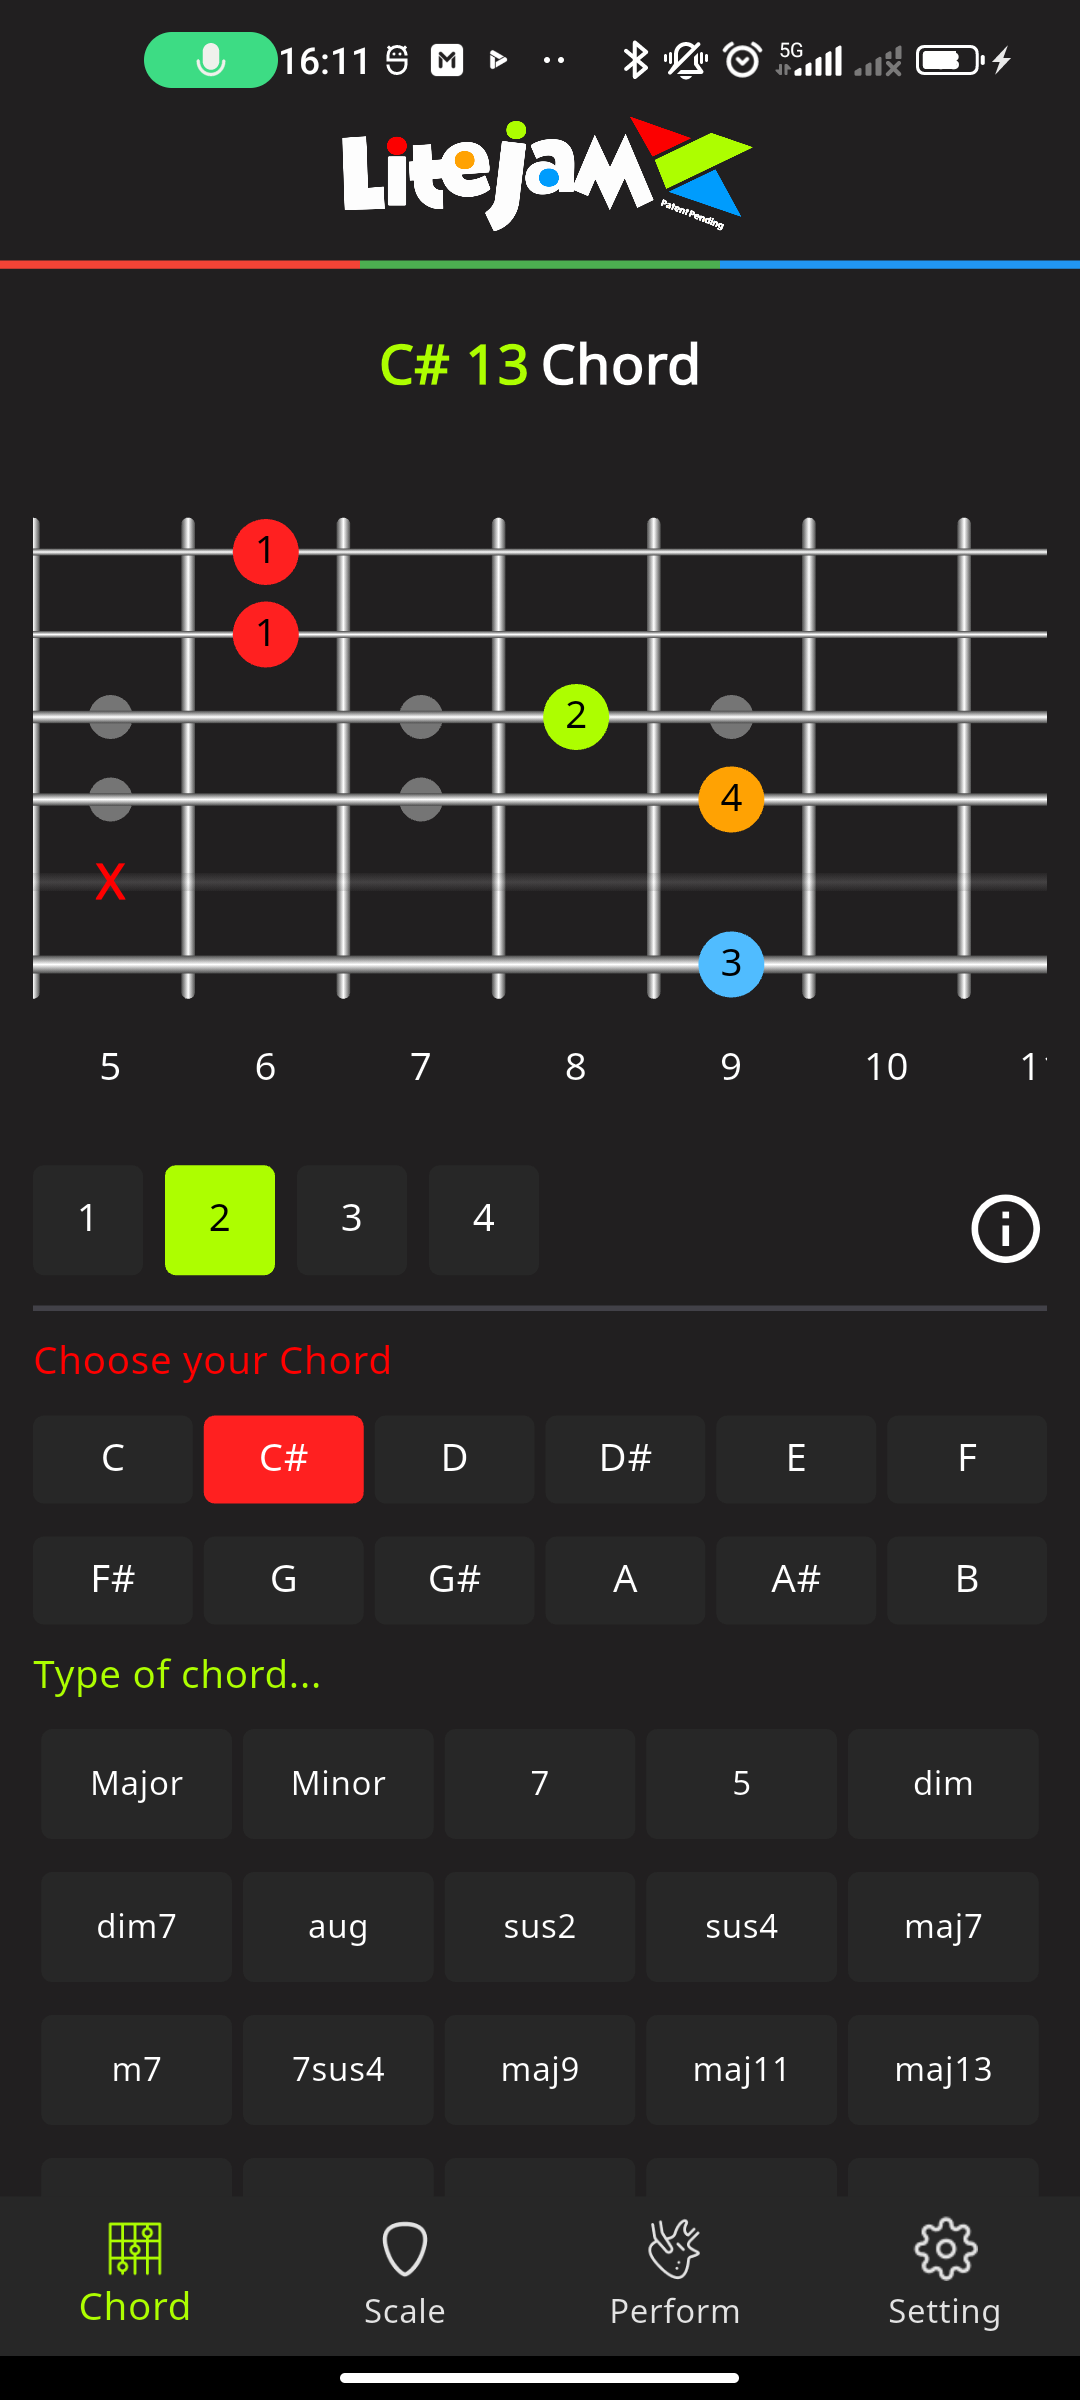 16:11
5G
Litejam
Patent Pending
C# 13 Chord
1
1
2
4
X
3
5 6 7 8 9 10
1 2 3 4
Choose your Chord
C C# D D# E F
F# G G# A A# B
Type of chord...
Major Minor 7 5 dim
dim7 aug sus2 sus4 maj7
m7 7sus4 maj9 maj11 maj13
Chord Scale Perform Setting